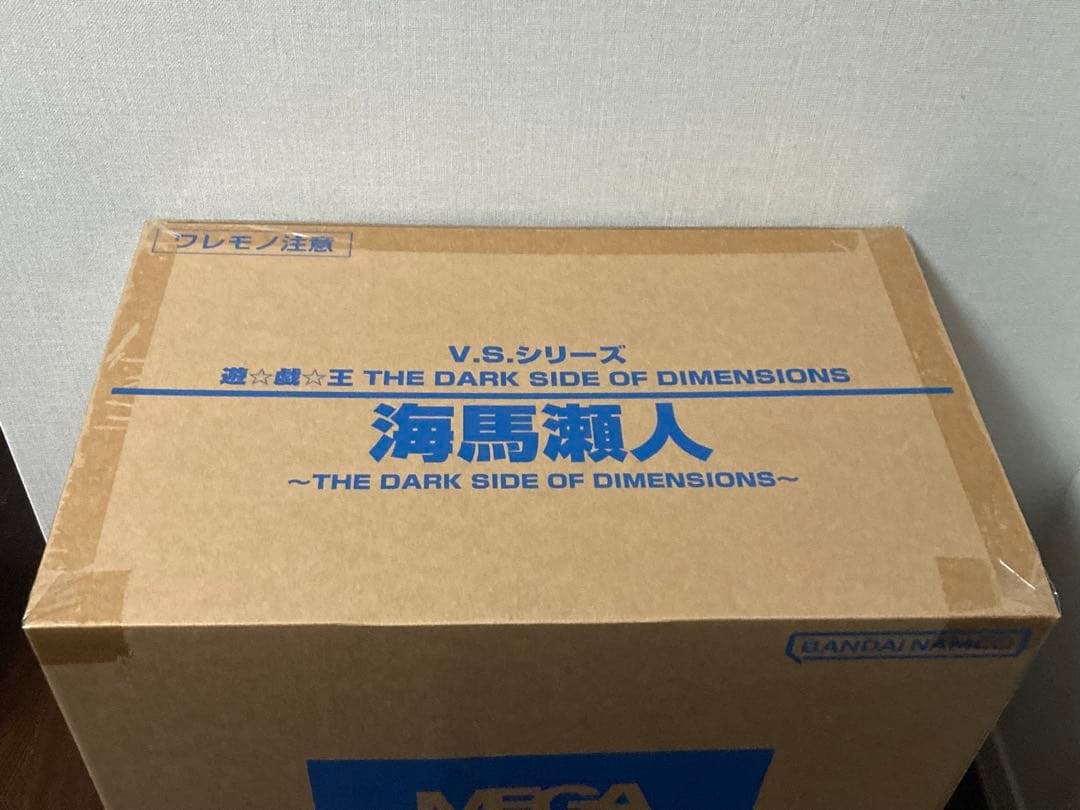 ワレモノ注意
V.S.シリーズ
遊☆戯☆王 THE DARK SIDE OF DIMENSIONS
海馬瀬人
～THE DARK SIDE OF DIMENSIONS～
BANDAI NAMCO
MEGA